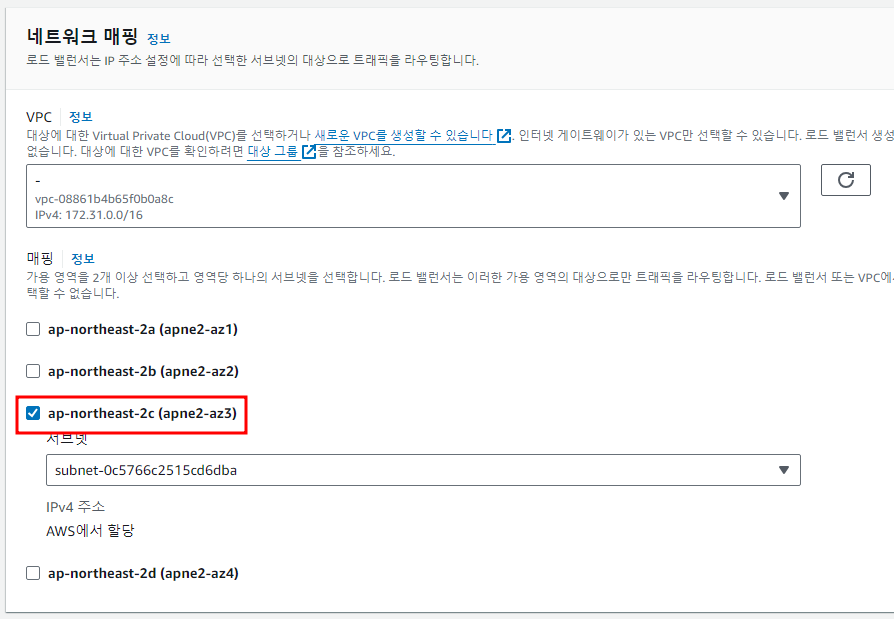 네트워크 매핑 정보
로드 밸런서는 IP 주소 설정에 따라 선택한 서브넷의 대상으로 트래픽을 라우팅합니다.
VPC 정보
대상에 대한 Virtual Private Cloud(VPC)를 선택하거나 새로운 VPC를 생성할 수 있습니다. 인터넷 게이트웨이가 있는 VPC만 선택할 수 있습니다. 로드 밸런서 생성
없습니다. 대상에 대한 VPC를 확인하려면 대상 그룹을 참조하세요.
-
vpc-08861b4b65f0b0a8c
IPv4: 172.31.0.0/16
매핑 정보
가용 영역을 2개 이상 선택하고 영역당 하나의 서브넷을 선택합니다. 로드 밸런서는 이러한 가용 영역의 대상으로만 트래픽을 라우팅합니다. 로드 밸런서 또는 VPC에
택할 수 없습니다.
ap-northeast-2a (apne2-az1)
ap-northeast-2b (apne2-az2)
ap-northeast-2c (apne2-az3)
서브넷
subnet-0c5766c2515cd6dba
IPv4 주소
AWS에서 할당
ap-northeast-2d (apne2-az4)